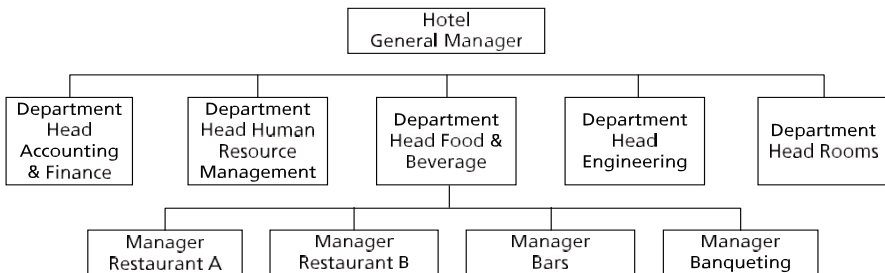 Hotel
General Manager
Department
Head
Accounting
& Finance
Department
Head Human
Resource
Management
Department
Head Food &
Beverage
Department
Head
Engineering
Department
Head Rooms
Manager
Restaurant A
Manager
Restaurant B
Manager
Bars
Manager
Banqueting